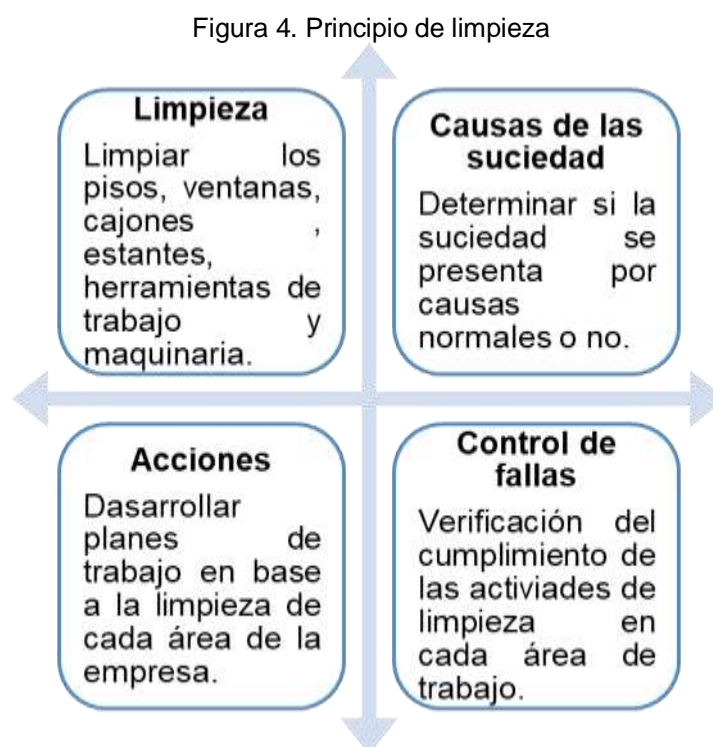 Figura 4. Principio de limpieza
Limpieza
Limpiar los
pisos, ventanas,
cajones ,
estantes,
herramientas de
trabajo y
maquinaria.
Causas de las
suciedad
Determinar si la
suciedad se
presenta por
causas
normales o no.
Acciones
Dasarrollar
planes de
trabajo en base
a la limpieza de
cada área de la
empresa.
Control de
fallas
Verificación del
cumplimiento de
las activiades de
limpieza en
cada área de
trabajo.